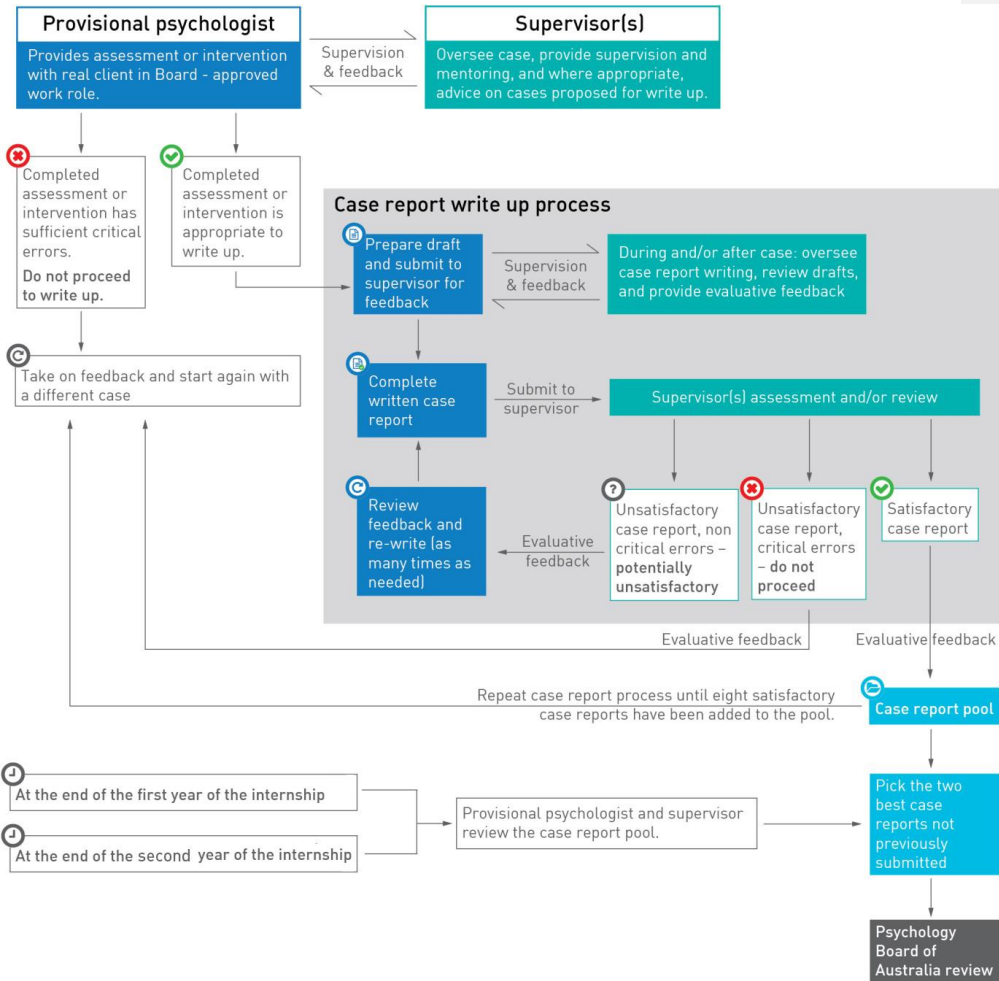 Provisional psychologist
Provides assessment or intervention
with real client in Board - approved
work role.
Supervision
& feedback
Supervisor(s)
Oversee case, provide supervision and
mentoring, and where appropriate,
advice on cases proposed for write up.
Completed
assessment or
intervention has
sufficient critical
errors.
Do not proceed
to write up.
Completed
assessment or
intervention is
appropriate to
write up.
Take on feedback and start again with
a different case
Case report write up process
Prepare draft
and submit to
supervisor for
feedback
Supervision
& feedback
During and/or after case: oversee
case report writing, review drafts,
and provide evaluative feedback
Complete
written case
report
Submit to
supervisor
Supervisor(s) assessment and/or review
Review
feedback and
re-write (as
many times as
needed)
Evaluative
feedback
?
Unsatisfactory
case report, non
critical errors –
potentially
unsatisfactory
Unsatisfactory
case report,
critical errors
– do not
proceed
Satisfactory
case report
Evaluative feedback
Evaluative feedback
Repeat case report process until eight satisfactory
case reports have been added to the pool.
Case report pool
At the end of the first year of the internship
At the end of the second year of the internship
Provisional psychologist and supervisor
review the case report pool.
Pick the two
best case
reports not
previously
submitted
Psychology
Board of
Australia review